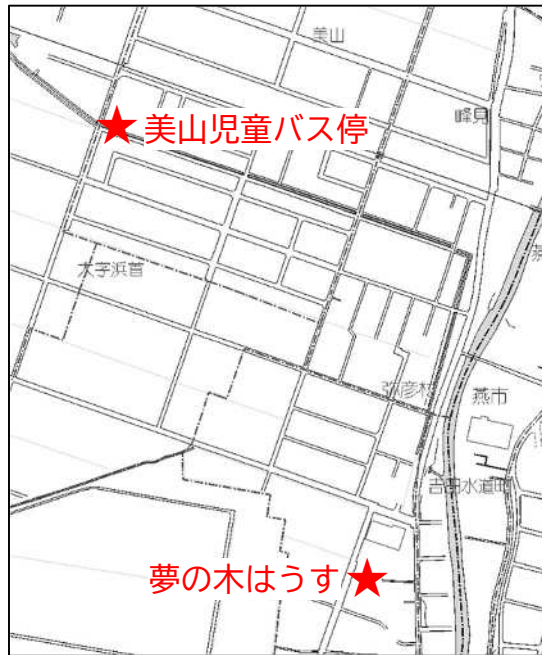 美山
峰見
美山児童バス停
大字浜首
弥彦村
燕市
吉田水道町
夢の木はうす